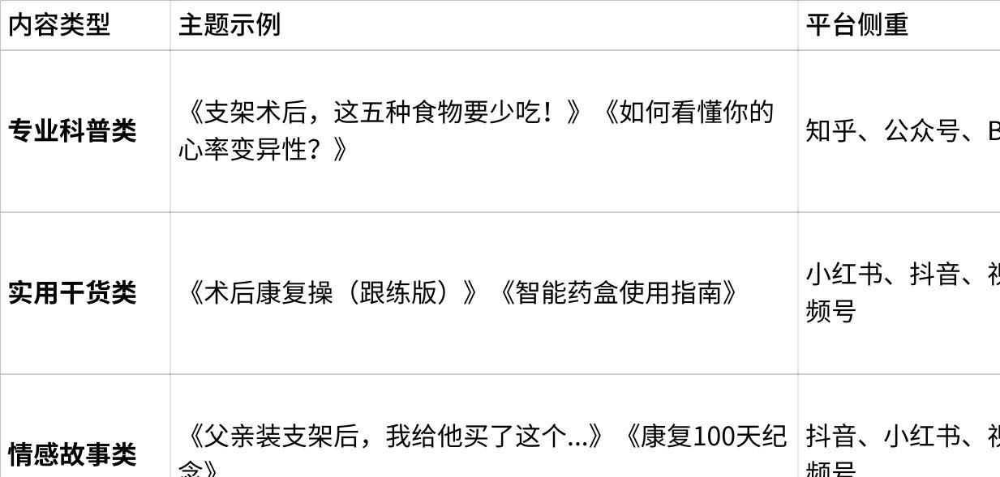 内容类型 主题示例 平台侧重
专业科普类 《支架术后，这五种食物要少吃！》《如何看懂你的
心率变异性？》 知乎、公众号、B
实用干货类 《术后康复操（跟练版）》《智能药盒使用指南》 小红书、抖音、视
频号
情感故事类 《父亲装支架后，我给他买了这个...》《康复100天纪
念》 抖音、小红书、视
频号